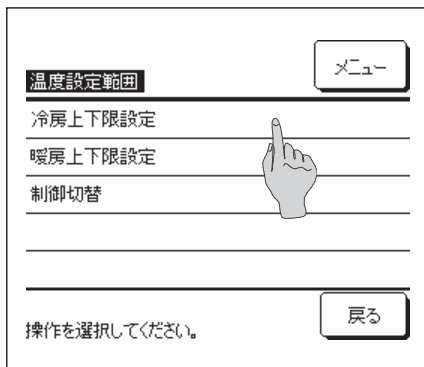 メニュー
温度設定範囲
冷房上下限設定
暖房上下限設定
制御切替
戻る
操作を選択してください。